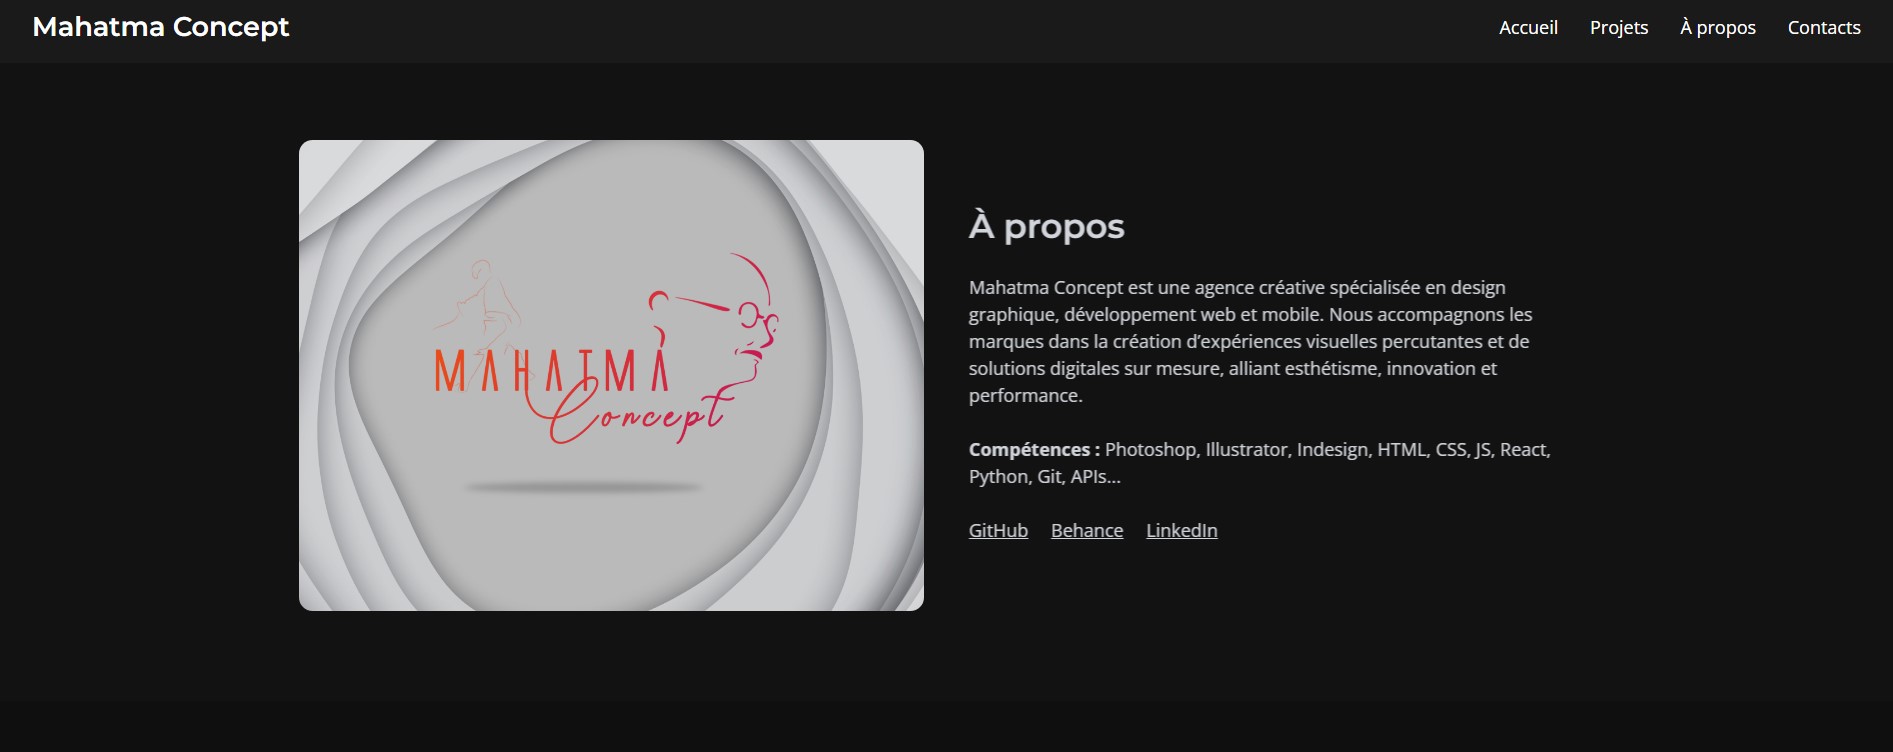 Mahatma Concept
Accueil Projets À propos Contacts
MAHATMA
Concept
À propos
Mahatma Concept est une agence créative spécialisée en design
graphique, développement web et mobile. Nous accompagnons les
marques dans la création d’expériences visuelles percutantes et de
solutions digitales sur mesure, alliant esthétisme, innovation et
performance.
Compétences : Photoshop, Illustrator, Indesign, HTML, CSS, JS, React,
Python, Git, APIs...
GitHub Behance LinkedIn